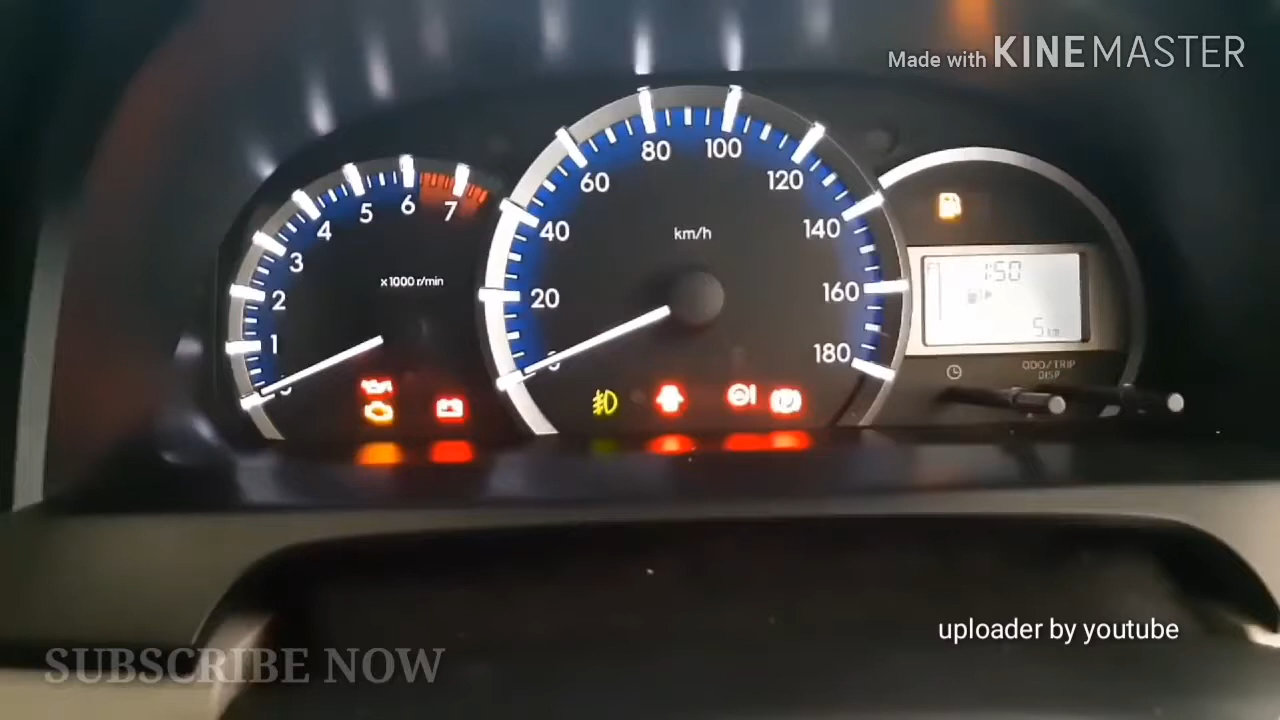 Made with KINEMASTER
80 100
60 120
40 140
20 160
180
km/h
1 2 3 4 5 6 7
x1000 r/min
1:50
5 km
ODO/TRIP
DISP
uploader by youtube
SUBSCRIBE NOW